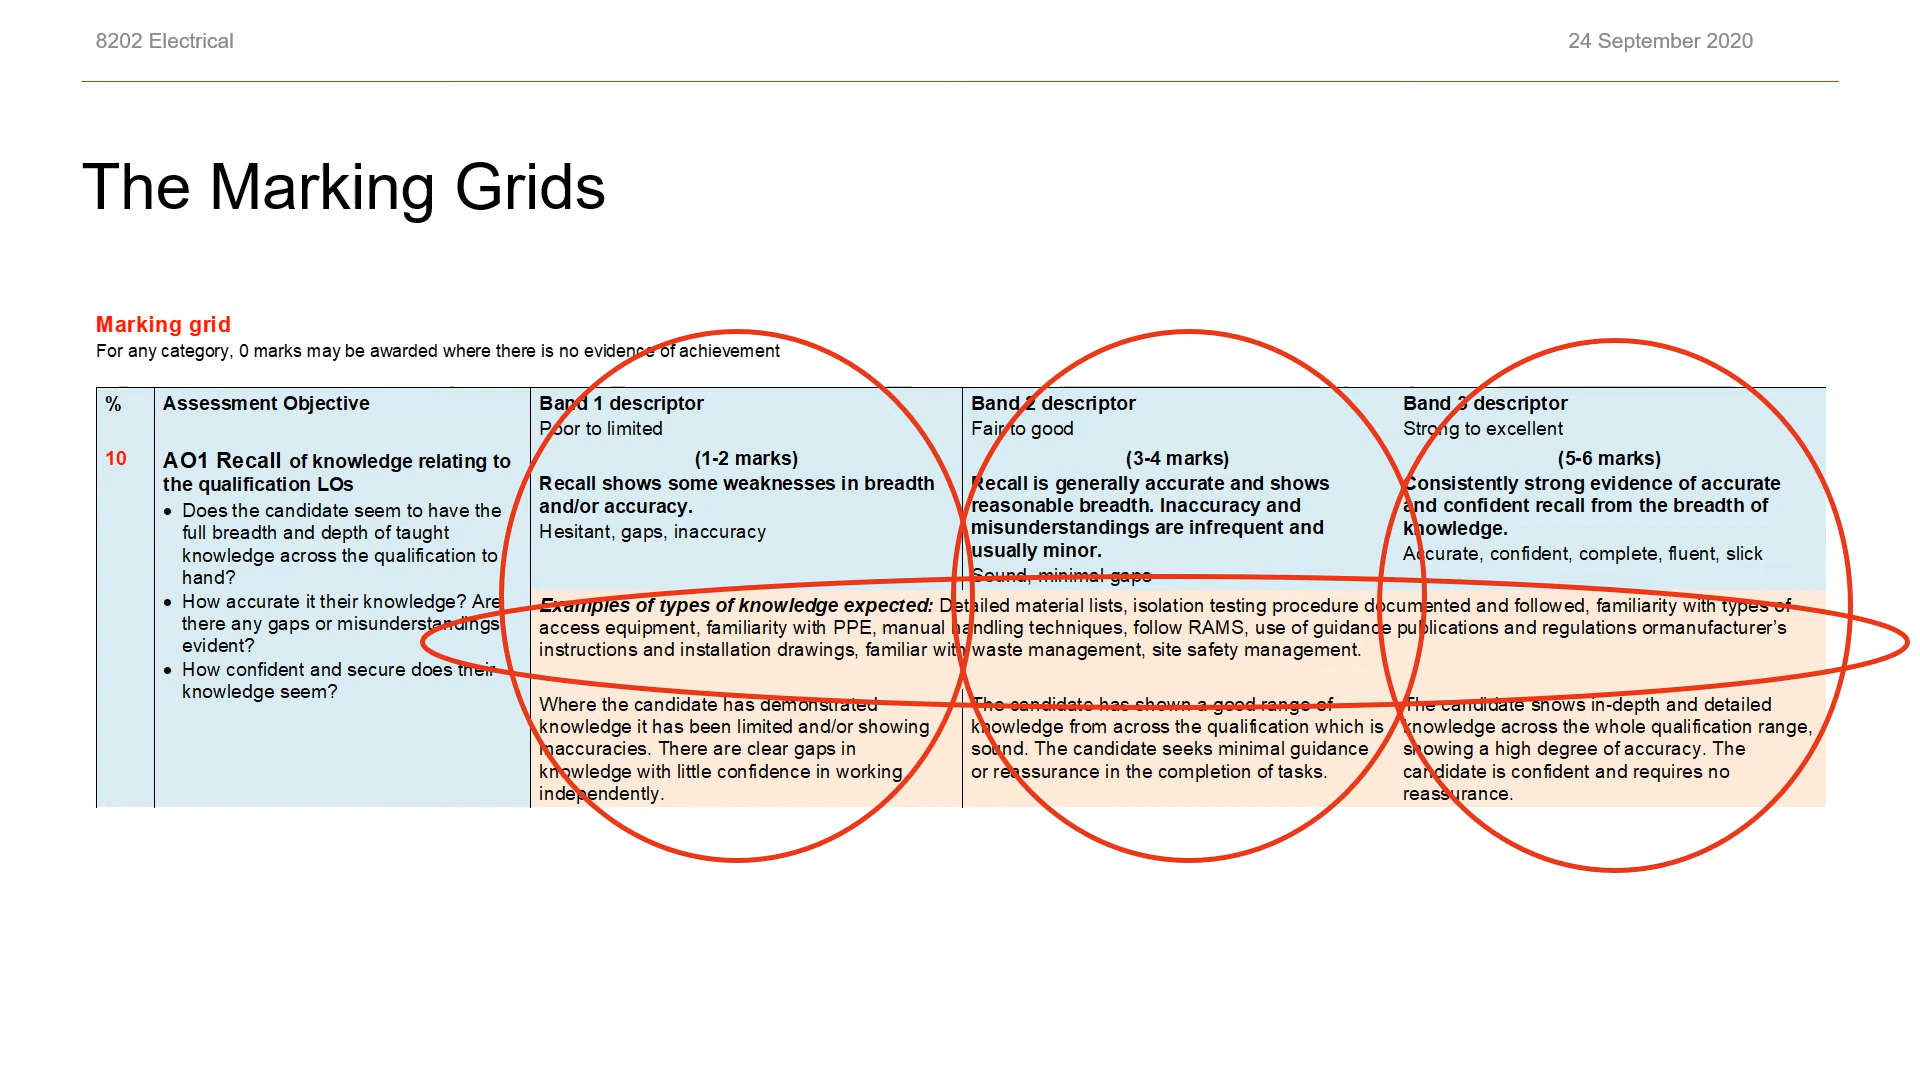 8202 Electrical
24 September 2020
The Marking Grids
Marking grid
For any category, 0 marks may be awarded where there is no evidence of achievement
%
Assessment Objective
Band 1 descriptor
Poor to limited
Band 2 descriptor
Fair to good
Band 3 descriptor
Strong to excellent
10
AO1 Recall of knowledge relating to
the qualification LOs
• Does the candidate seem to have the
full breadth and depth of taught
knowledge across the qualification to
hand?
• How accurate it their knowledge? Are
there any gaps or misunderstandings
evident?
• How confident and secure does their
knowledge seem?
(1-2 marks)
Recall shows some weaknesses in breadth
and/or accuracy.
Hesitant, gaps, inaccuracy
(3-4 marks)
Recall is generally accurate and shows
reasonable breadth. Inaccuracy and
misunderstandings are infrequent and
usually minor.
Sound, minimal gaps
(5-6 marks)
Consistently strong evidence of accurate
and confident recall from the breadth of
knowledge.
Accurate, confident, complete, fluent, slick
Examples of types of knowledge expected: Detailed material lists, isolation testing procedure documented and followed, familiarity with types of
access equipment, familiarity with PPE, manual handling techniques, follow RAMS, use of guidance publications and regulations ormanufacturer's
instructions and installation drawings, familiar with waste management, site safety management.
Where the candidate has demonstrated
knowledge it has been limited and/or showing
inaccuracies. There are clear gaps in
knowledge with little confidence in working
independently.
The candidate has shown a good range of
knowledge from across the qualification which is
sound. The candidate seeks minimal guidance
or reassurance in the completion of tasks.
The candidate shows in-depth and detailed
knowledge across the whole qualification range,
showing a high degree of accuracy. The
candidate is confident and requires no
reassurance.